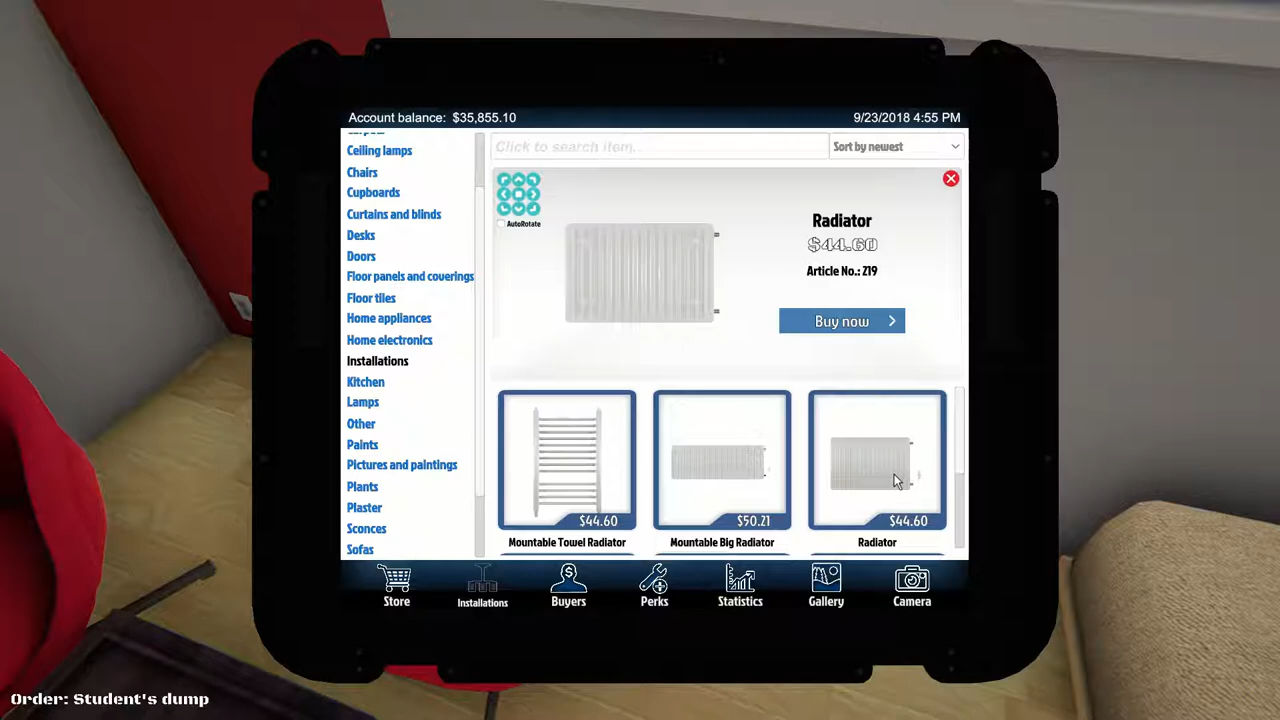 Account balance: $35,855.10
9/23/2018 4:55 PM
Carpets
Ceiling lamps
Chairs
Cupboards
Curtains and blinds
Desks
Doors
Floor panels and coverings
Floor tiles
Home appliances
Home electronics
Installations
Kitchen
Lamps
Other
Paints
Pictures and paintings
Plants
Plaster
Sconces
Sofas
Click to search item.
Sort by newest
AutoRotate
Radiator
$44.60
Article No.: Z19
Buy now
$44.60
$50.21
$44.60
Mountable Towel Radiator
Mountable Big Radiator
Radiator
Store
Installations
Buyers
Perks
Statistics
Gallery
Camera
Order: Student's dump